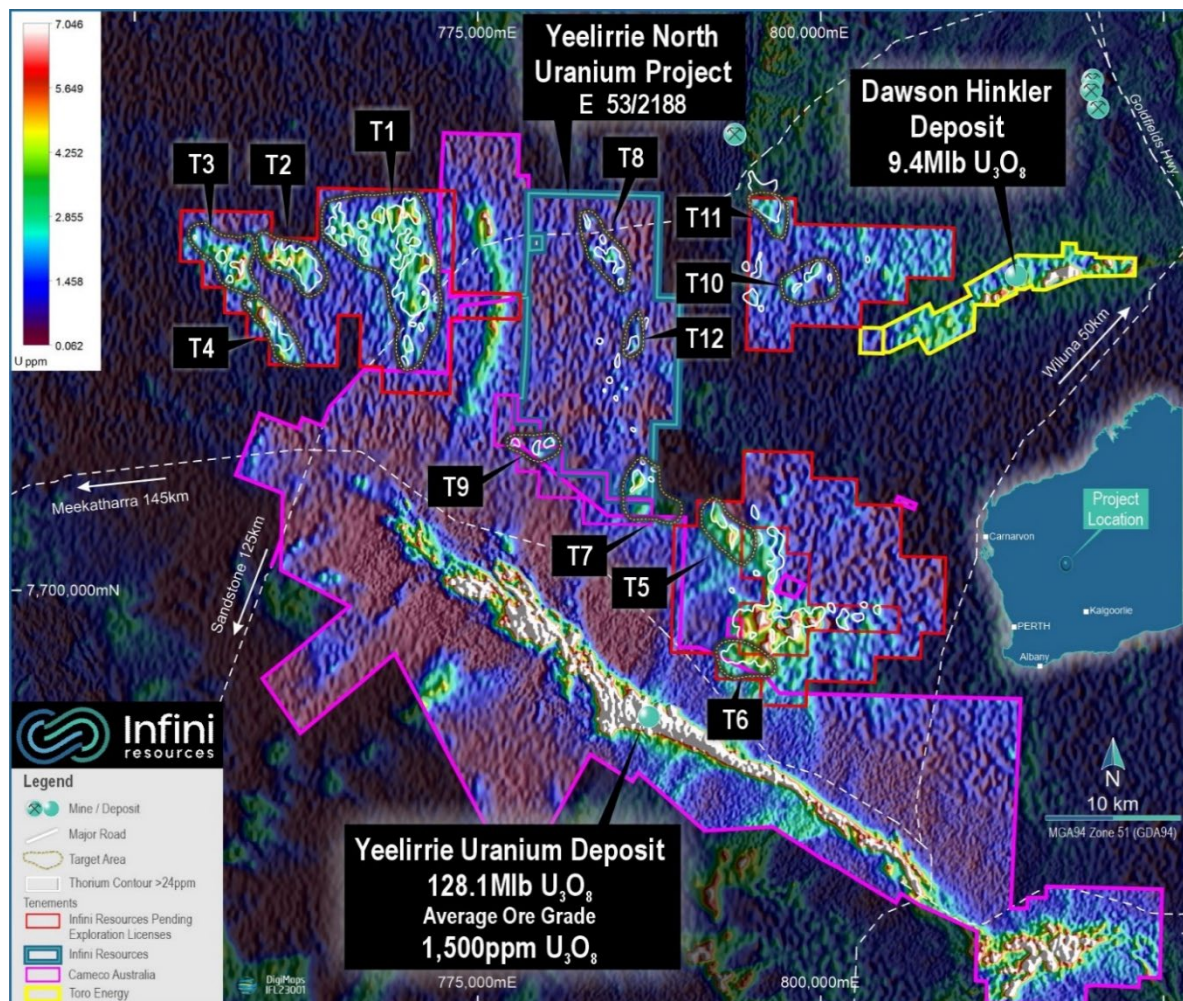 7.046
5.649
4.252
2.855
1.458
0.062
U ppm
775,000mE
800,000mE
Yeelirrie North
Uranium Project
E 53/2188
Dawson Hinkler
Deposit
9.4Mlb U₃O₈
Goldfields Hwy.
T1
T2
T3
T4
T8
T11
T10
T12
T9
T7
T5
T6
Wiluna 50km
Meekatharra 145km
Sandstone 125km
7,700,000mN
Project
Location
Carnarvon
Kalgoorlie
PERTH
Albany
N
10 km
MGA94 Zone 51 (GDA94)
Yeelirrie Uranium Deposit
128.1Mlb U₃O₈
Average Ore Grade
1,500ppm U₃O₈
775,000mE
800,000mE
Infini
resources
Legend
Mine / Deposit
Major Road
Target Area
Thorium Contour >24ppm
Tenements
Infini Resources Pending
Exploration Licenses
Infini Resources
Cameco Australia
Toro Energy
DigiMaps
IFL23001